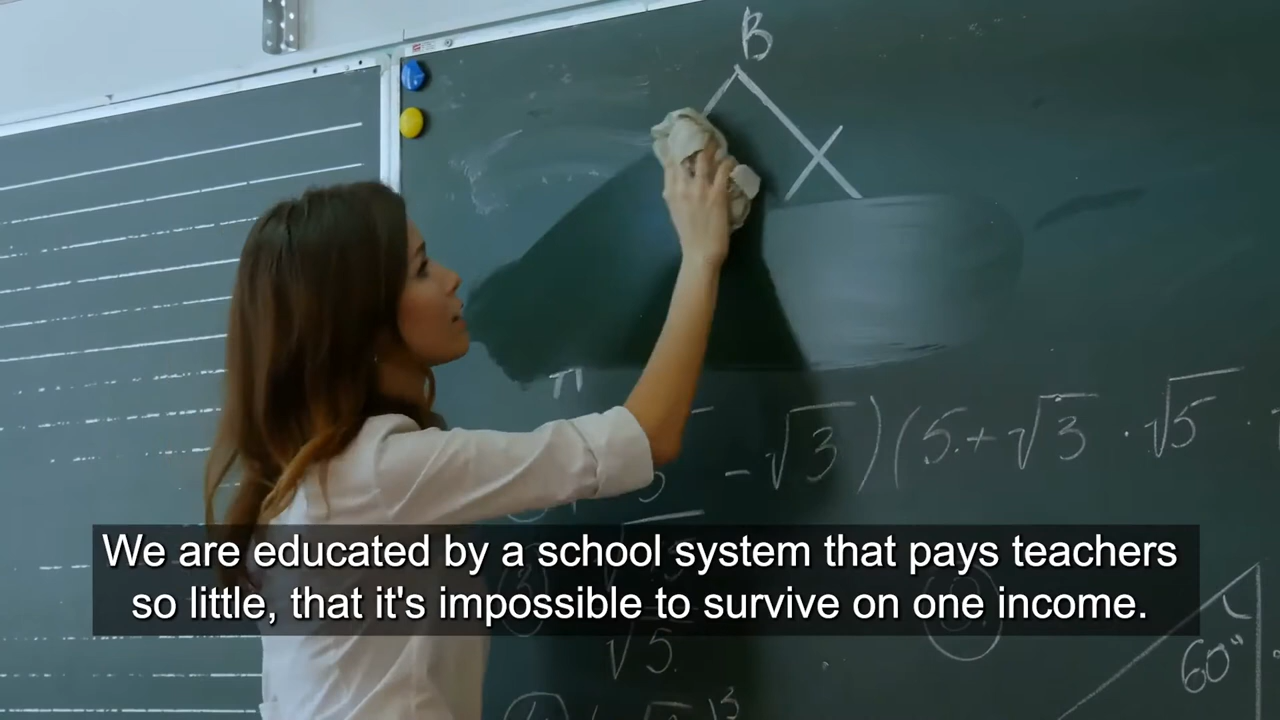 B
- √3)(5 + √3 · √5 ·
We are educated by a school system that pays teachers
so little, that it's impossible to survive on one income.
√5
60°